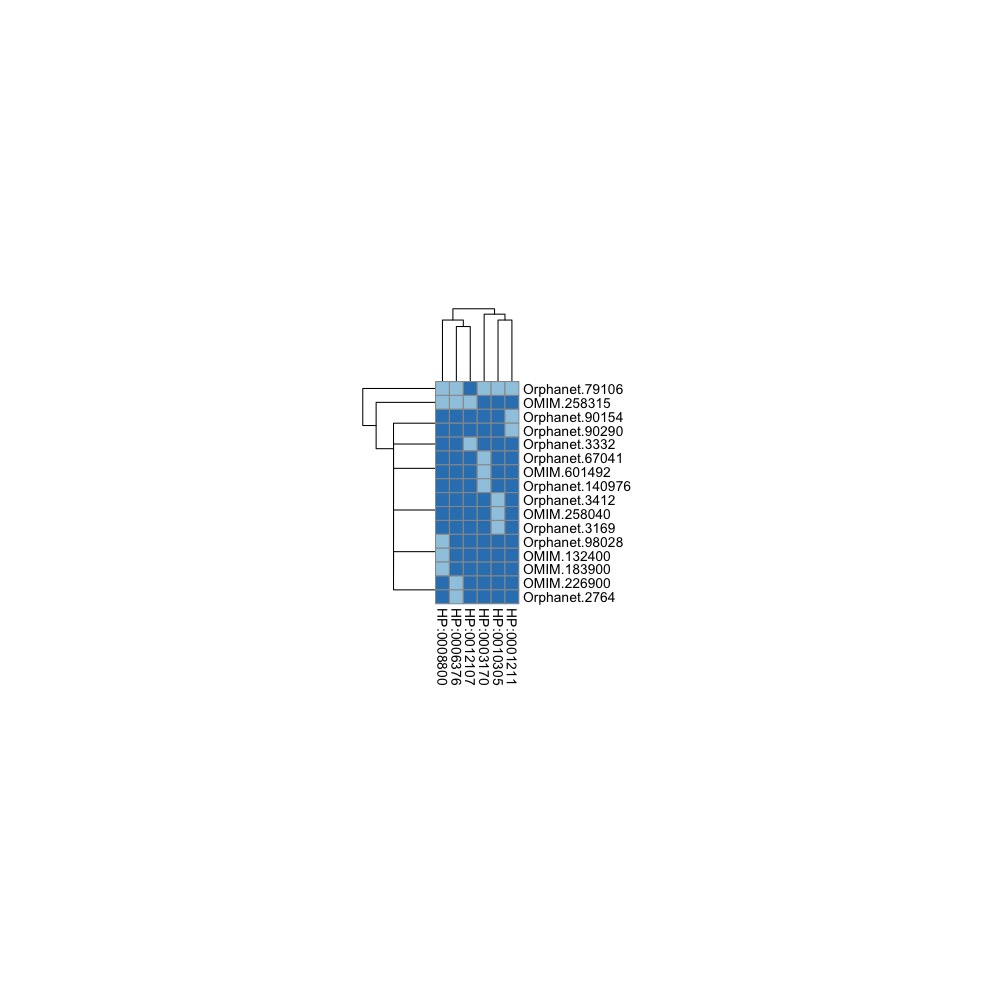 Orphanet.79106
OMIM.258315
Orphanet.90154
Orphanet.90290
Orphanet.3332
Orphanet.67041
OMIM.601492
Orphanet.140976
Orphanet.3412
OMIM.258040
Orphanet.3169
Orphanet.98028
OMIM.132400
OMIM.183900
OMIM.226900
Orphanet.2764
HP:0008800
HP:0006376
HP:0012107
HP:0003170
HP:0010305
HP:0001211